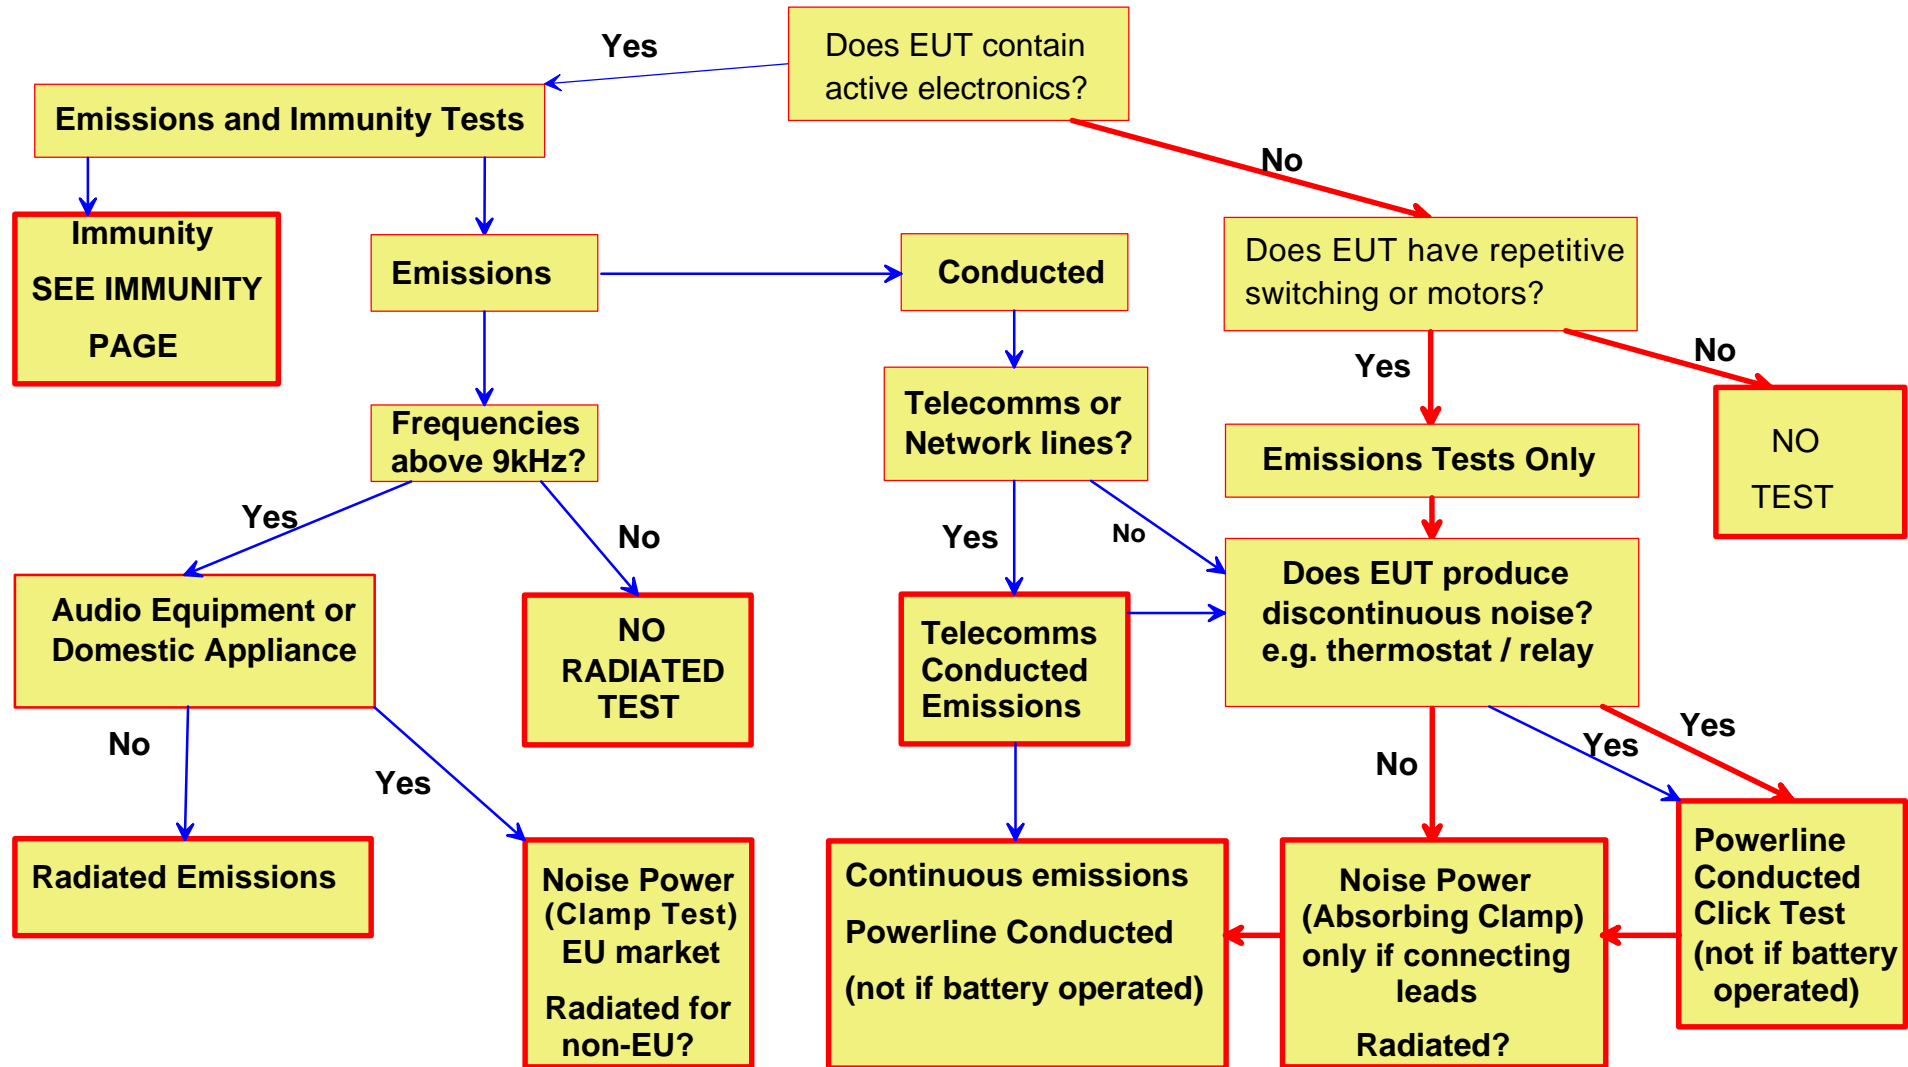 Does EUT contain
active electronics?
Yes
No
Emissions and Immunity Tests
Immunity
SEE IMMUNITY
PAGE
Emissions
Conducted
Does EUT have repetitive
switching or motors?
Yes
No
NO
TEST
Frequencies
above 9kHz?
Telecomms or
Network lines?
Emissions Tests Only
Yes
No
Yes
No
Audio Equipment or
Domestic Appliance
NO
RADIATED
TEST
Telecomms
Conducted
Emissions
Does EUT produce
discontinuous noise?
e.g. thermostat / relay
No
Yes
No
Yes
Yes
Radiated Emissions
Noise Power
(Clamp Test)
EU market
Radiated for
non-EU?
Continuous emissions
Powerline Conducted
(not if battery operated)
Noise Power
(Absorbing Clamp)
only if connecting
leads
Radiated?
Powerline
Conducted
Click Test
(not if battery
operated)